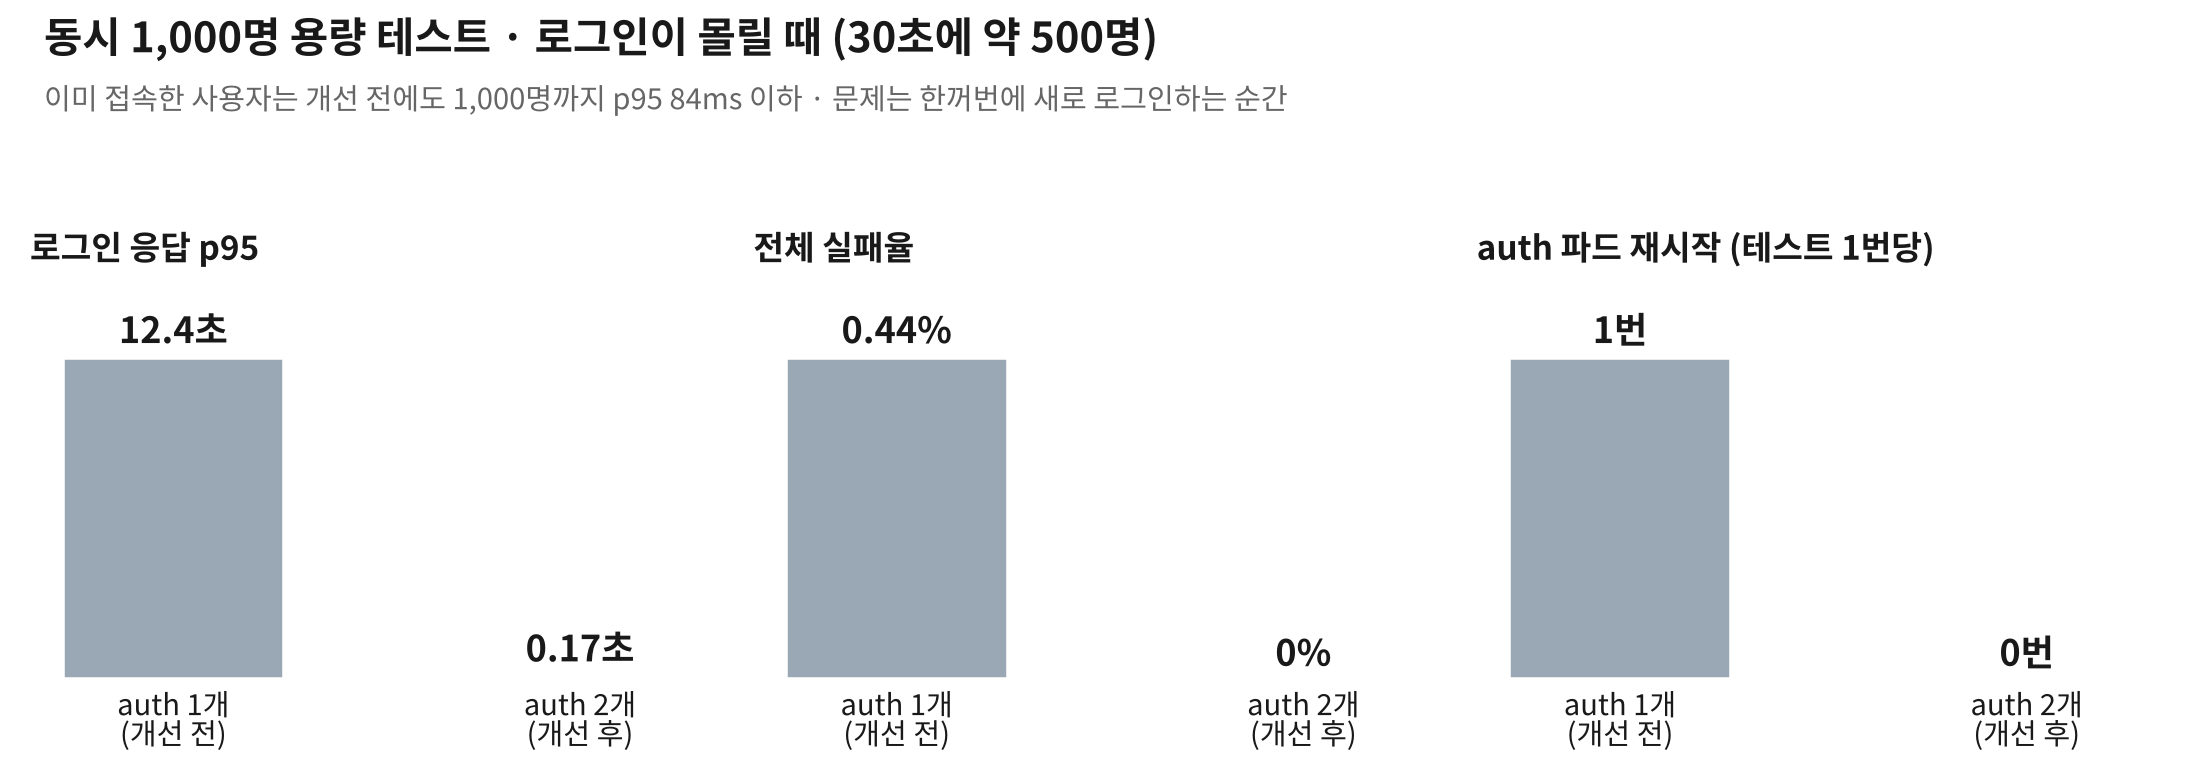 동시 1,000명 용량 테스트 · 로그인이 몰릴 때 (30초에 약 500명)
이미 접속한 사용자는 개선 전에도 1,000명까지 p95 84ms 이하 · 문제는 한꺼번에 새로 로그인하는 순간
로그인 응답 p95
12.4초
0.17초
auth 1개
(개선 전)
auth 2개
(개선 후)
전체 실패율
0.44%
0%
auth 1개
(개선 전)
auth 2개
(개선 후)
auth 파드 재시작 (테스트 1번당)
1번
0번
auth 1개
(개선 전)
auth 2개
(개선 후)